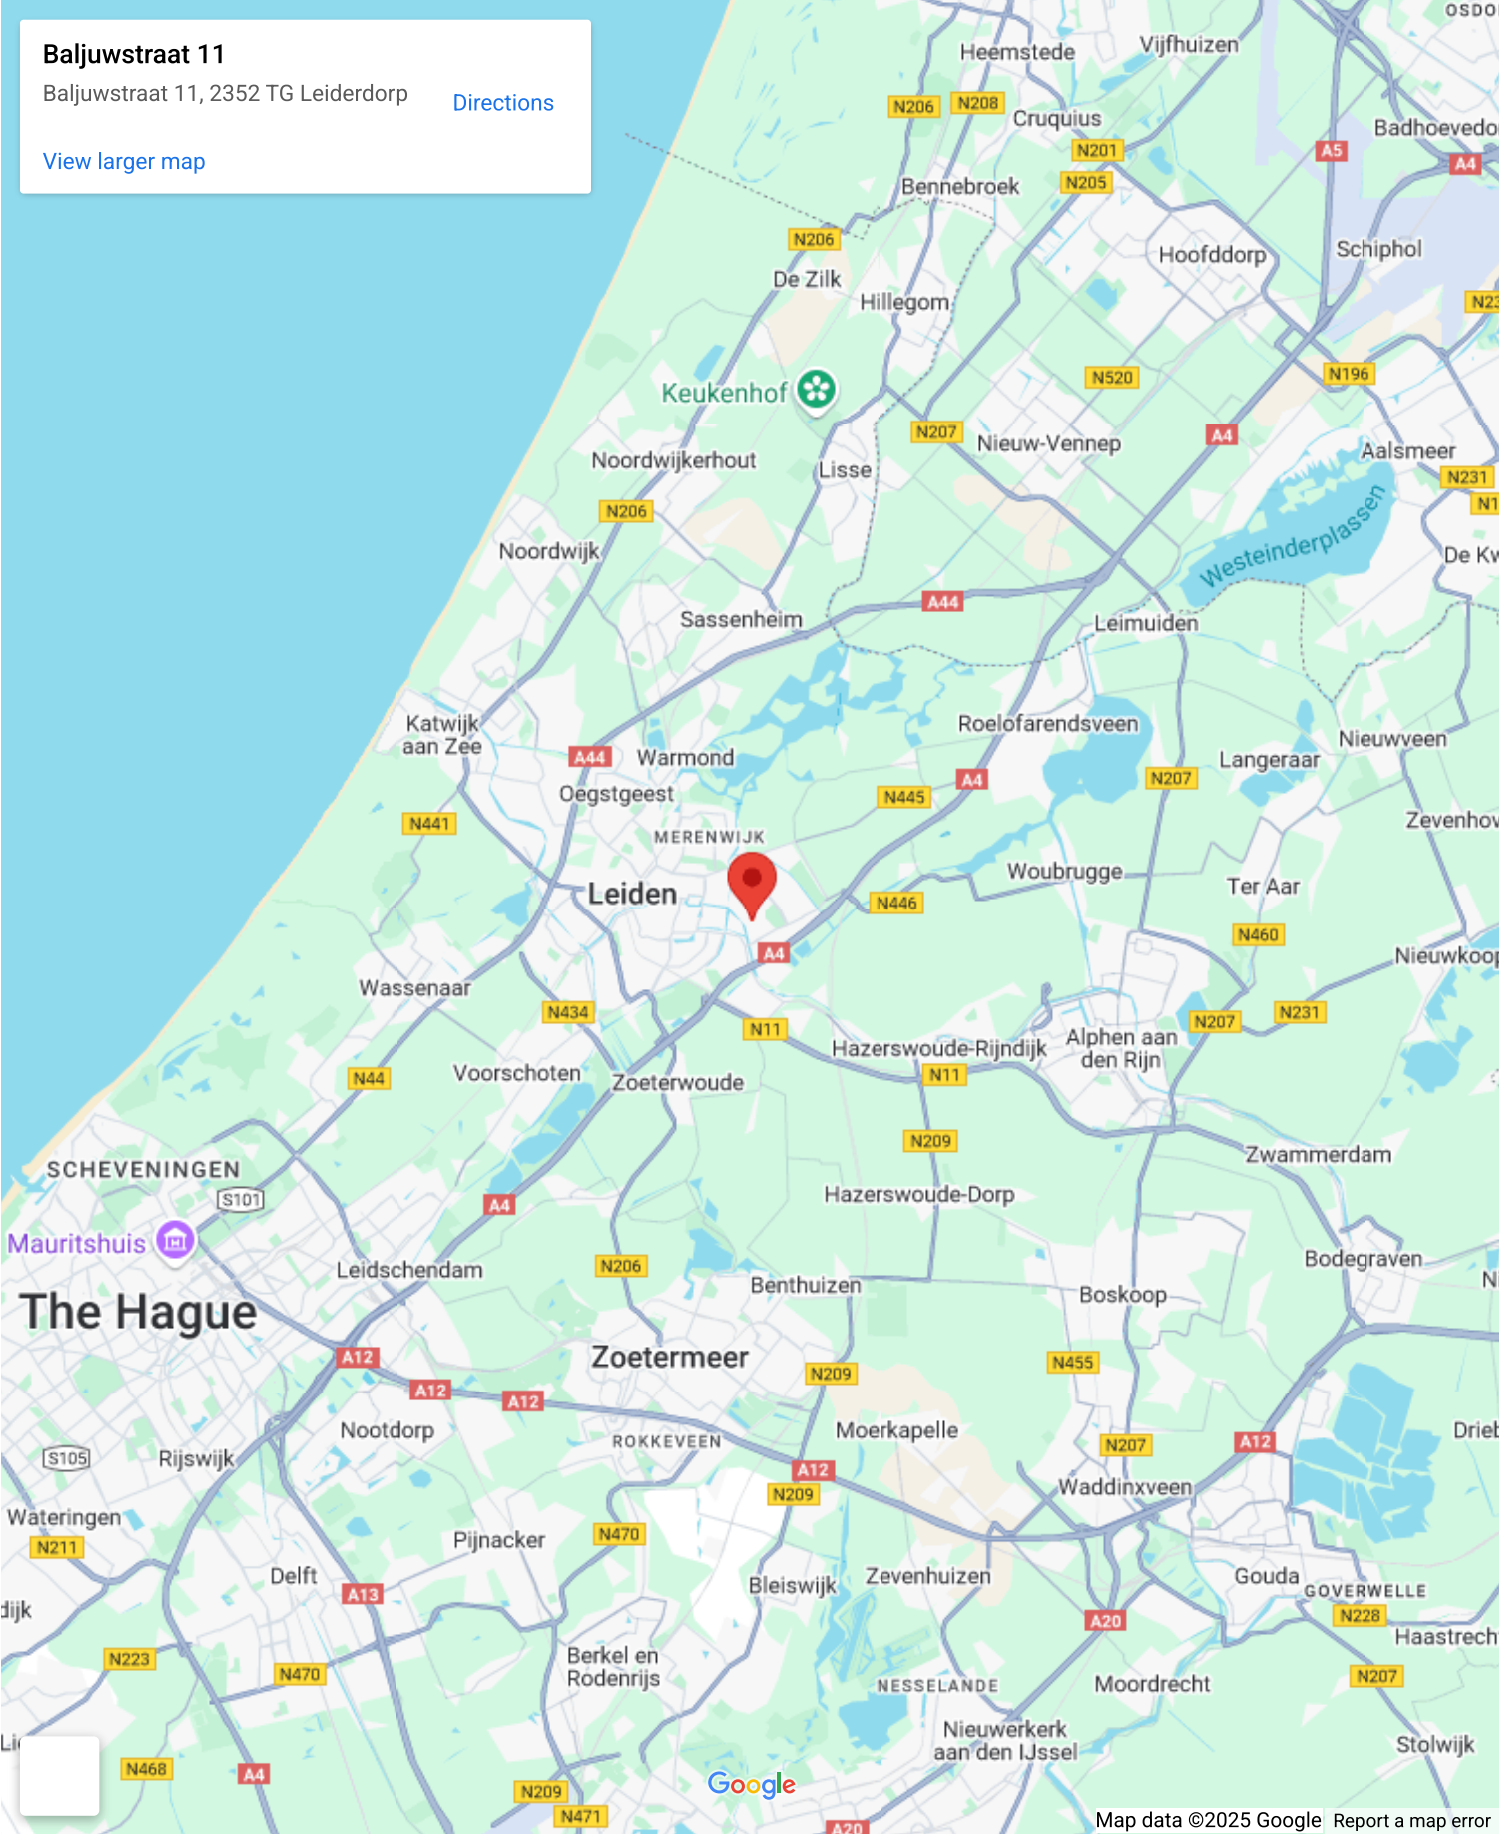 Baljuwstraat 11
Baljuwstraat 11, 2352 TG Leiderdorp
Directions
View larger map
Heemstede
Vijfhuizen
N206
N208
Cruquius
Badhoevedo
N201
A5
A4
N205
Bennebroek
N206
De Zilk
Hoofddorp
Schiphol
Hillegom
N520
N196
Keukenhof
N207
Nieuw-Vennep
A4
Aalsmeer
Noordwijkerhout
Lisse
N231
N206
Westeinderplassen
Noordwijk
De Kw
A44
Sassenheim
Leimuiden
Katwijk
aan Zee
Roelofarendsveen
Nieuwveen
A44
Warmond
A4
N207
Langeraar
Oegstgeest
N445
N441
MERENWIJK
Zevenhov
Leiden
Woubrugge
Ter Aar
N446
N460
A4
Nieuwkoop
Wassenaar
N434
N11
N207
N231
Hazerswoude-Rijndijk
Alphen aan
den Rijn
N44
Voorschoten
Zoeterwoude
N11
N209
Zwammerdam
SCHEVENINGEN
S101
A4
Hazerswoude-Dorp
Mauritshuis
Leidschendam
N206
Benthuizen
Bodegraven
Boskoop
The Hague
A12
Zoetermeer
N209
N455
A12
A12
Nootdorp
ROKKEVEEN
Moerkapelle
N207
A12
Drieb
S105
Rijswijk
A12
N209
Waddinxveen
Wateringen
N211
Pijnacker
N470
Delft
A13
Bleiswijk
Zevenhuizen
Gouda
GOVERWELLE
dijk
A20
N228
Haastrech
N223
N470
Berkel en
Rodenrijs
NESSELANDE
Moordrecht
N207
Nieuwerkerk
aan den IJssel
Stolwijk
N468
A4
N209
Google
N471
A20
Map data ©2025 Google
Report a map error